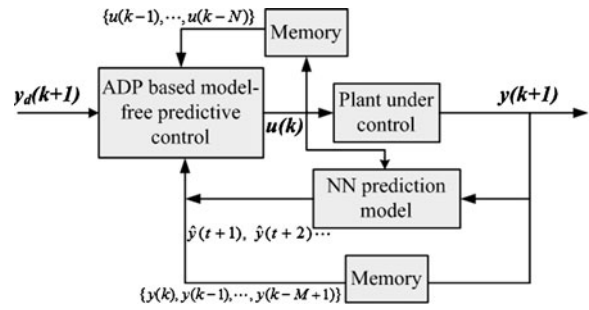 {u(k−1),⋯,u(k−N)}
Memory
y_d(k+1)
ADP based model-
free predictive
control
u(k)
Plant under
control
y(k+1)
NN prediction
model
ŷ(t+1), ŷ(t+2)⋯
{y(k),y(k−1),⋯,y(k−M+1)}
Memory